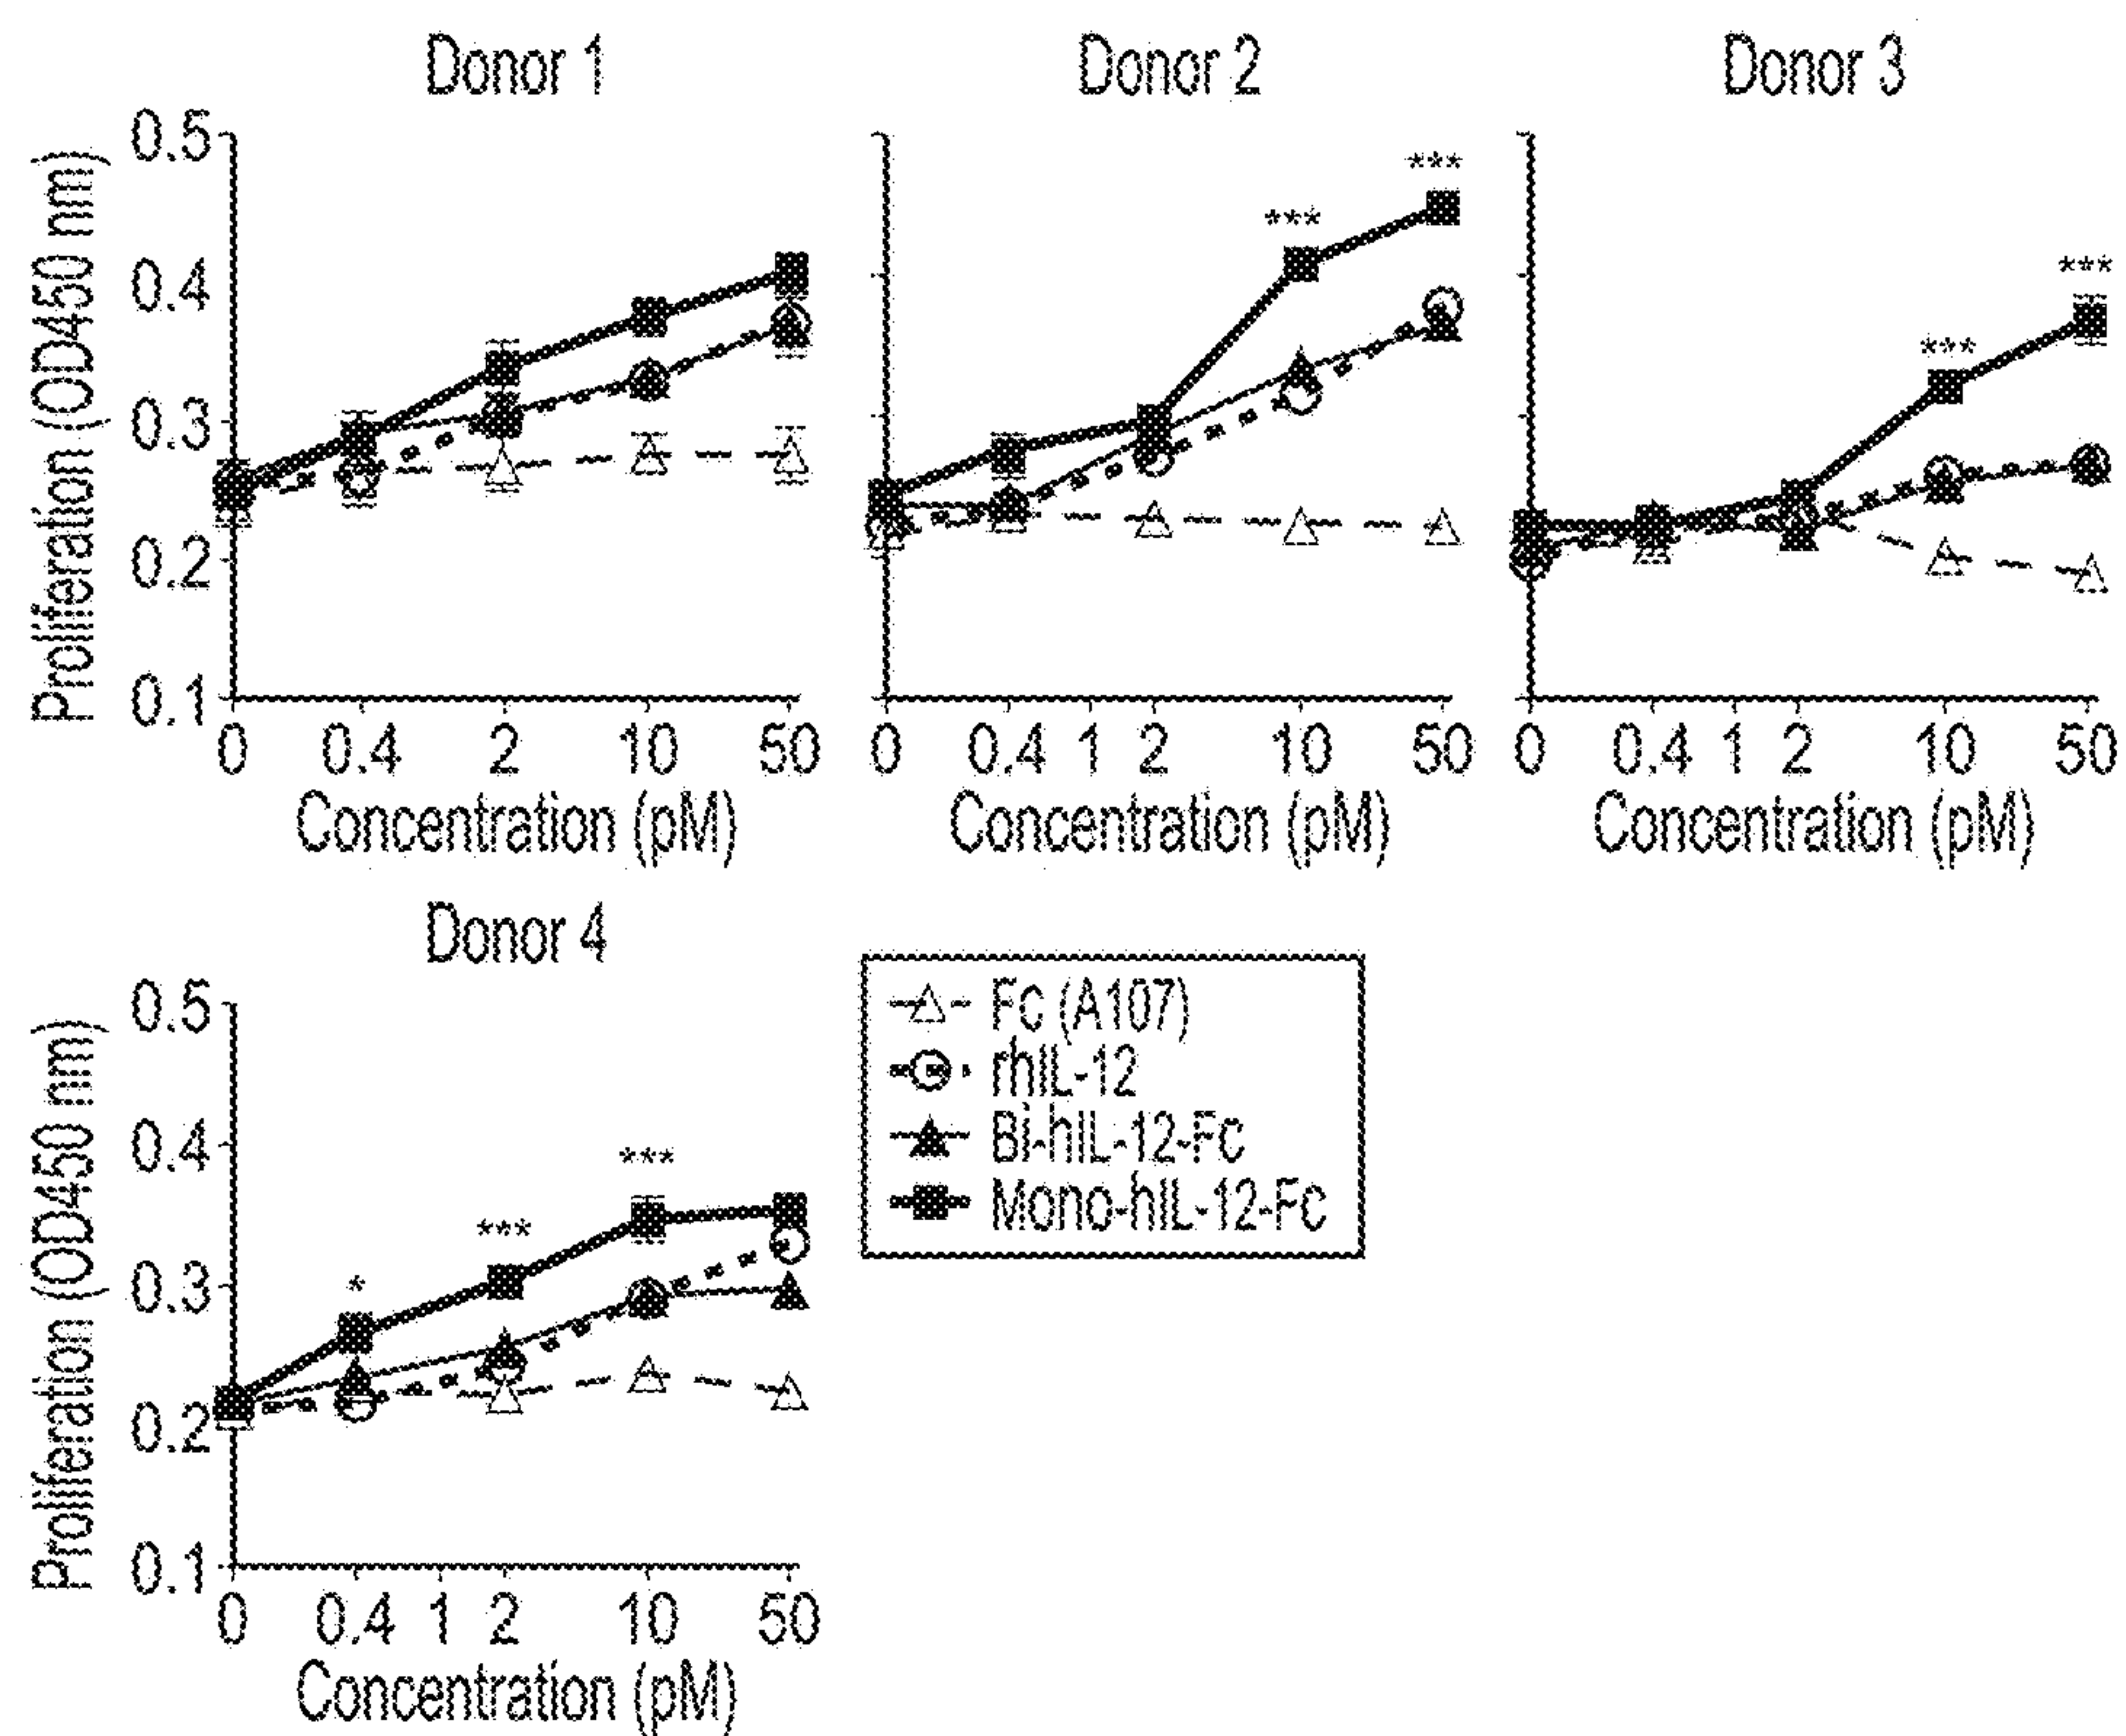 Donor 1
Proliferation (OD450 nm)
0.5
0.4
0.3
0.2
0.1
0 0.4 2 10 50
Concentration (pM)
Donor 2
***
***
0 0.4 1 2 10 50
Concentration (pM)
Donor 3
***
***
0 0.4 1 2 10 50
Concentration (pM)
Donor 4
Proliferation (OD450 nm)
0.5
0.4
0.3
0.2
0.1
*
***
***
0 0.4 1 2 10 50
Concentration (pM)
Fc (A107)
rhIL-12
Bi-hIL-12-Fc
Mono-hIL-12-Fc